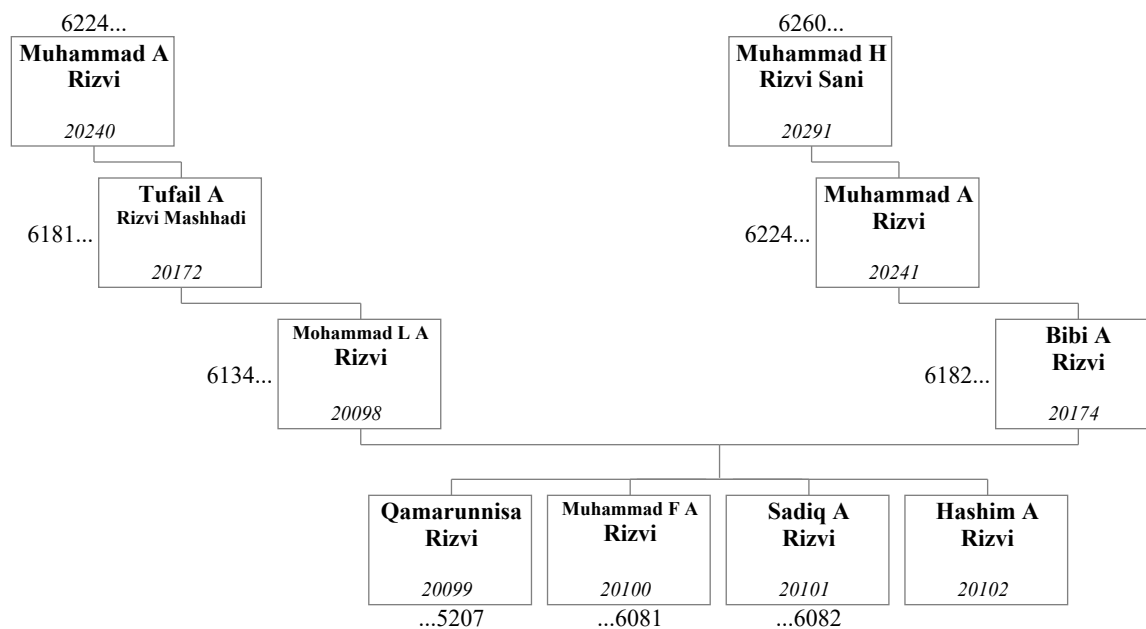 6224...
6260...
Muhammad A
Rizvi
20240
Muhammad H
Rizvi Sani
20291
Tufail A
Rizvi Mashhadi
6181...
20172
Muhammad A
Rizvi
6224...
20241
Mohammad L A
Rizvi
6134...
20098
Bibi A
Rizvi
6182...
20174
Qamarunnisa
Rizvi
20099
...5207
Muhammad F A
Rizvi
20100
...6081
Sadiq A
Rizvi
20101
...6082
Hashim A
Rizvi
20102